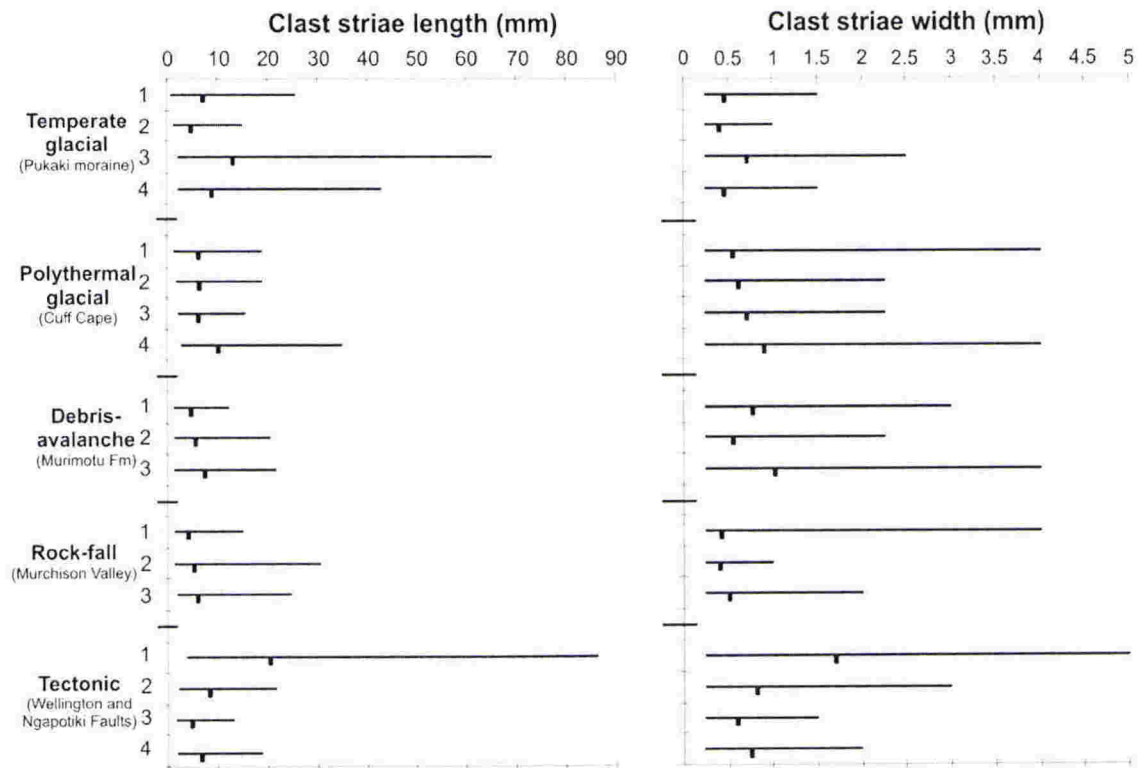 Clast striae length (mm)
0 10 20 30 40 50 60 70 80 90
Clast striae width (mm)
0 0.5 1 1.5 2 2.5 3 3.5 4 4.5 5
Temperate
glacial
(Pukaki moraine)
1
2
3
4
Polythermal
glacial
(Cuff Cape)
1
2
3
4
Debris-
avalanche
(Murimotu Fm)
1
2
3
Rock-fall
(Murchison Valley)
1
2
3
Tectonic
(Wellington and
Ngapotiki Faults)
1
2
3
4